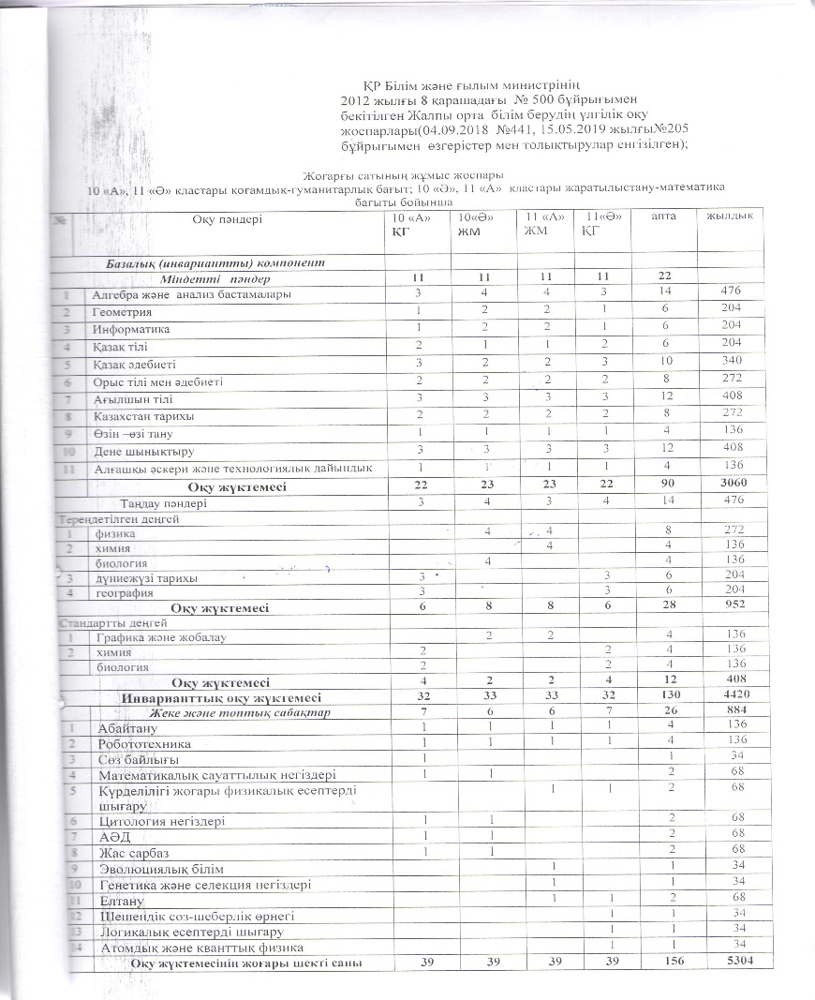 ҚР Білім және ғылым министрінің
2012 жылғы 8 қарашадағы № 500 бұйрығымен
бекітілген Жалпы орта білім берудің үлгілік оқу
жоспарлары(04.09.2018 №441, 15.05.2019 жылғы№205
бұйрығымен өзгерістер мен толықтырулар енгізілген);
Жоғарғы сатының жұмыс жоспары
10 «А», 11 «Ә» кластары қоғамдық-гуманитарлық бағыт; 10 «Ә», 11 «А» кластары жаратылыстану-математика
бағыты бойынша
№ Оқу пәндері 10 «А» 10«Ә» 11 «А» 11«Ә» апта жылдық
ҚГ ЖМ ЖМ ҚГ
Базалық (инвариантты) компонент
Міндетті пәндер 11 11 11 11 22
1 Алгебра және анализ бастамалары 3 4 4 3 14 476
2 Геометрия 1 2 2 1 6 204
3 Информатика 1 2 2 1 6 204
4 Қазақ тілі 2 1 1 2 6 204
5 Қазақ әдебиеті 3 2 2 3 10 340
6 Орыс тілі мен әдебиеті 2 2 2 2 8 272
7 Ағылшын тілі 3 3 3 3 12 408
8 Казахстан тарихы 2 2 2 2 8 272
9 Өзін –өзі тану 1 1 1 1 4 136
10 Дене шынықтыру 3 3 3 3 12 408
11 Алғашқы әскери және технологиялық дайындық 1 1 1 1 4 136
Оқу жүктемесі 22 23 23 22 90 3060
Таңдау пәндері 3 4 3 4 14 476
Тереңдетілген деңгей
1 физика 4 4 8 272
2 химия 4 4 136
биология 4 4 136
3 дүниежүзі тарихы 3 3 6 204
4 география 3 3 6 204
Оқу жүктемесі 6 8 8 6 28 952
Стандартты деңгей
1 Графика және жобалау 2 2 4 136
2 химия 2 2 4 136
биология 2 2 4 136
Оқу жүктемесі 4 2 2 4 12 408
Инварианттық оқу жүктемесі 32 33 33 32 130 4420
Жеке және топтық сабақтар 7 6 6 7 26 884
1 Абайтану 1 1 1 1 4 136
2 Робототехника 1 1 1 1 4 136
3 Сөз байлығы 1 1 34
4 Математикалық сауаттылық негіздері 1 1 2 68
5 Күрделілігі жоғары физикалық есептерді 1 1 2 68
шығару
6 Цитология негіздері 1 1 2 68
7 АӘД 1 1 2 68
8 Жас сарбаз 1 1 2 68
9 Эволюциялық білім 1 1 34
10 Генетика және селекция негіздері 1 1 34
11 Елтану 1 1 2 68
12 Шешендік сөз-шеберлік өрнегі 1 1 34
13 Логикалық есептерді шығару 1 1 34
14 Атомдық және кванттық физика 1 1 34
Оқу жүктемесінің жоғары шекті саны 39 39 39 39 156 5304